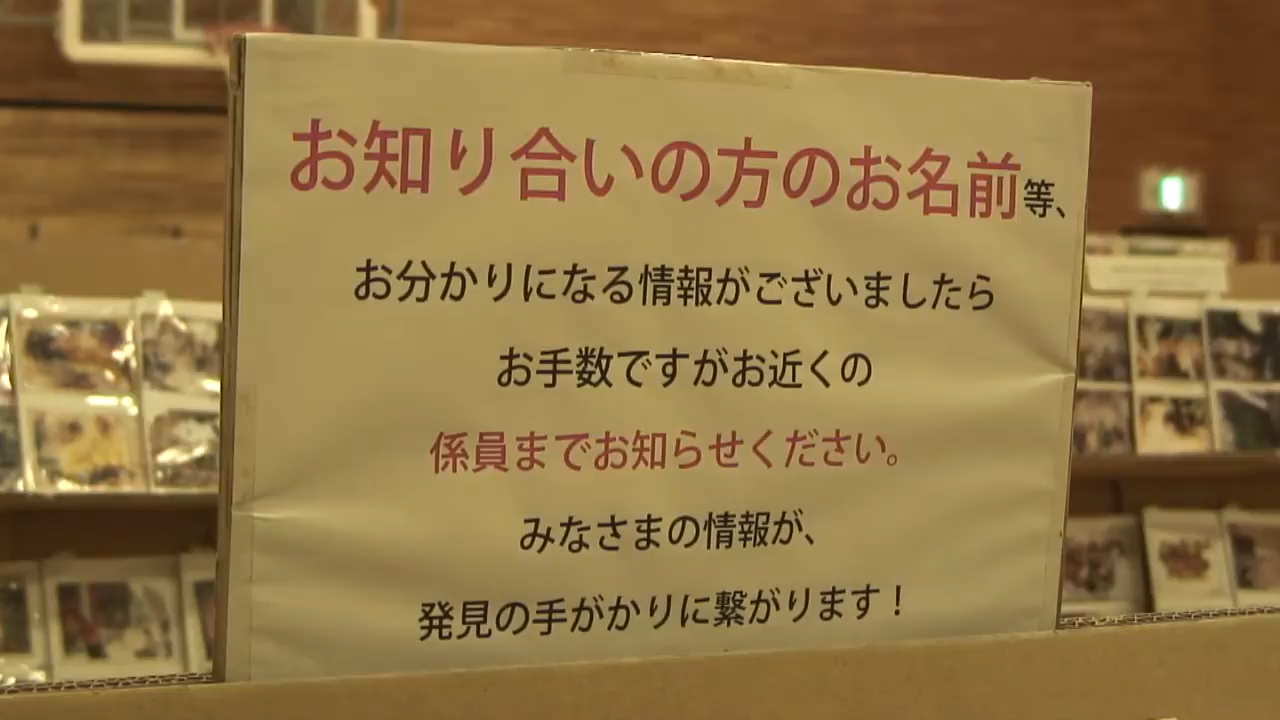 お知り合いの方のお名前等、
お分かりになる情報がございましたら
お手数ですがお近くの
係員までお知らせください。
みなさまの情報が、
発見の手がかりに繋がります！